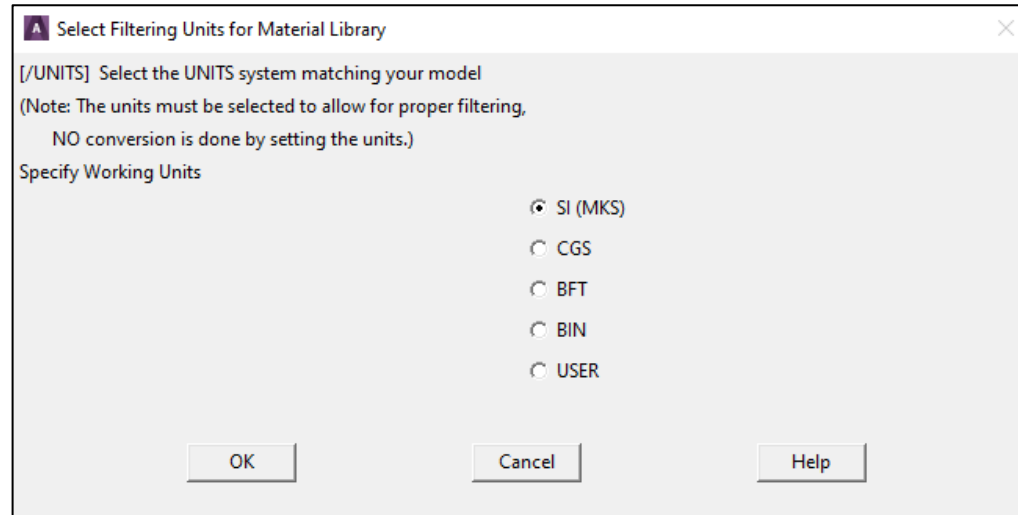 Select Filtering Units for Material Library
[/UNITS] Select the UNITS system matching your model
(Note: The units must be selected to allow for proper filtering,
NO conversion is done by setting the units.)
Specify Working Units
SI (MKS)
CGS
BFT
BIN
USER
OK Cancel Help